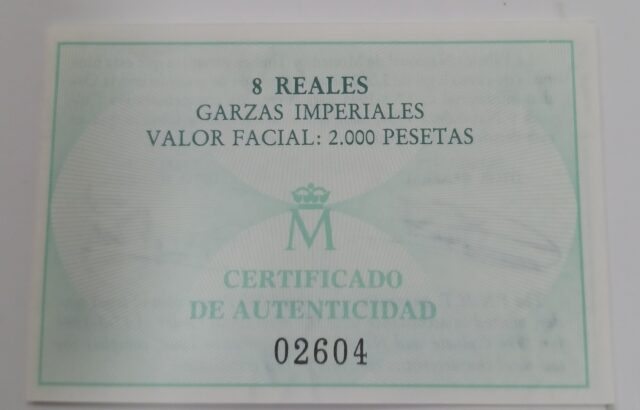 8 REALES
GARZAS IMPERIALES
VALOR FACIAL: 2.000 PESETAS
M
CERTIFICADO
DE AUTENTICIDAD
02604